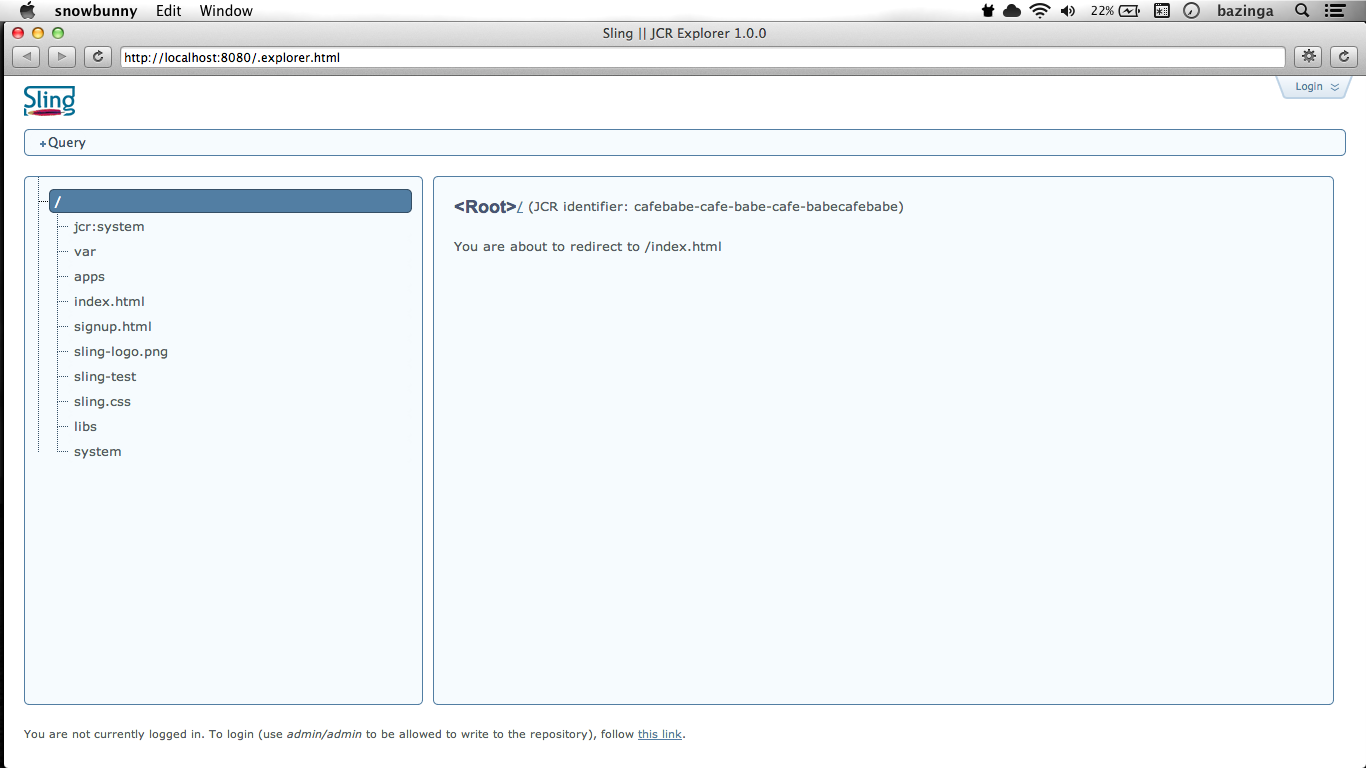 snowbunny Edit Window 22% bazinga
Sling || JCR Explorer 1.0.0
http://localhost:8080/.explorer.html
Sling
Login
+Query
/
jcr:system
var
apps
index.html
signup.html
sling-logo.png
sling-test
sling.css
libs
system
<Root>/ (JCR identifier: cafebabe-cafe-babe-cafe-babecafebabe)
You are about to redirect to /index.html
You are not currently logged in. To login (use admin/admin to be allowed to write to the repository), follow this link.